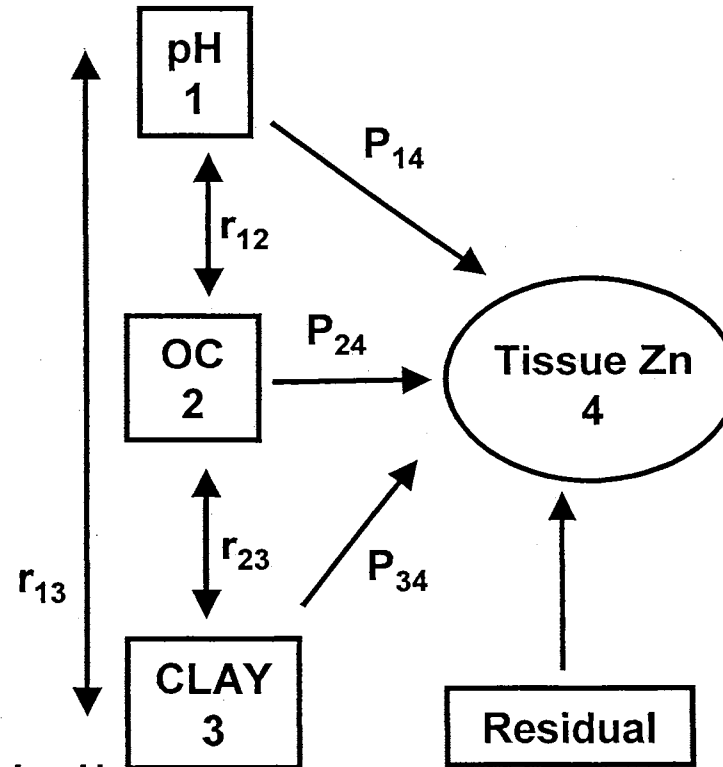 pH
1
P₁₄
r₁₂
OC
2
P₂₄
Tissue Zn
4
r₂₃
P₃₄
r₁₃
CLAY
3
Residual